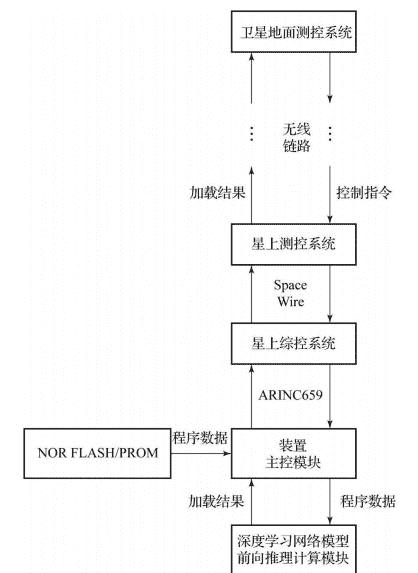 卫星地面测控系统
无线
链路
加载结果
控制指令
星上测控系统
Space
Wire
星上综控系统
ARINC659
NOR FLASH/PROM
程序数据
装置
主控模块
加载结果
程序数据
深度学习网络模型
前向推理计算模块